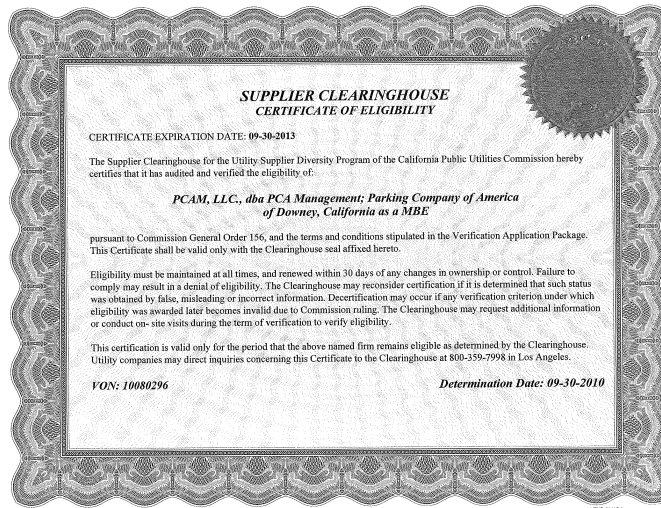 SUPPLIER CLEARINGHOUSE
CERTIFICATE OF ELIGIBILITY
CERTIFICATE EXPIRATION DATE: 09-30-2013
The Supplier Clearinghouse for the Utility Supplier Diversity Program of the California Public Utilities Commission hereby
certifies that it has audited and verified the eligibility of:
PCAM, LLC., dba PCA Management; Parking Company of America
of Downey, California as a MBE
pursuant to Commission General Order 156, and the terms and conditions stipulated in the Verification Application Package.
This Certificate shall be valid only with the Clearinghouse seal affixed hereto.
Eligibility must be maintained at all times, and renewed within 30 days of any changes in ownership or control. Failure to
comply may result in a denial of eligibility. The Clearinghouse may reconsider certification if it is determined that such status
was obtained by false, misleading or incorrect information. Decertification may occur if any verification criterion under which
eligibility was awarded later becomes invalid due to Commission ruling. The Clearinghouse may request additional information
or conduct on- site visits during the term of verification to verify eligibility.
This certification is valid only for the period that the above named firm remains eligible as determined by the Clearinghouse.
Utility companies may direct inquiries concerning this Certificate to the Clearinghouse at 800-359-7998 in Los Angeles.
VON: 10080296
Determination Date: 09-30-2010